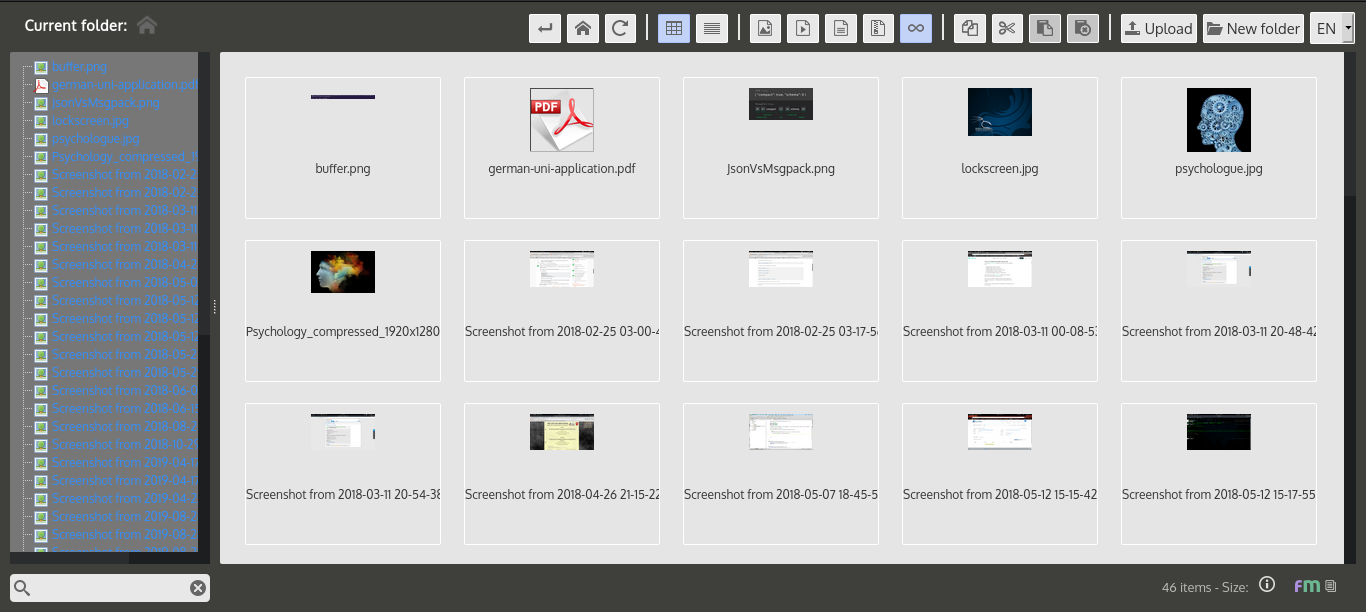 Current folder:
Upload
New folder
EN
buffer.png
german-uni-application.pdf
JsonVsMsgpack.png
lockscreen.jpg
psychologue.jpg
Psychology_compressed_1
Screenshot from 2018-02-2
Screenshot from 2018-02-2
Screenshot from 2018-03-11
Screenshot from 2018-03-11
Screenshot from 2018-03-11
Screenshot from 2018-04-2
Screenshot from 2018-05-0
Screenshot from 2018-05-12
Screenshot from 2018-05-12
Screenshot from 2018-05-12
Screenshot from 2018-05-2
Screenshot from 2018-05-2
Screenshot from 2018-06-0
Screenshot from 2018-06-1
Screenshot from 2018-08-2
Screenshot from 2018-10-21
Screenshot from 2019-04-1
Screenshot from 2019-04-1
Screenshot from 2019-04-2
Screenshot from 2019-08-2
Screenshot from 2019-08-2
buffer.png
german-uni-application.pdf
JsonVsMsgpack.png
lockscreen.jpg
psychologue.jpg
PDF
Psychology_compressed_1920x1280
Screenshot from 2018-02-25 03-00-4
Screenshot from 2018-02-25 03-17-5
Screenshot from 2018-03-11 00-08-53
Screenshot from 2018-03-11 20-48-42
Screenshot from 2018-03-11 20-54-38
Screenshot from 2018-04-26 21-15-22
Screenshot from 2018-05-07 18-45-5
Screenshot from 2018-05-12 15-15-42
Screenshot from 2018-05-12 15-17-55
46 items - Size:
FM